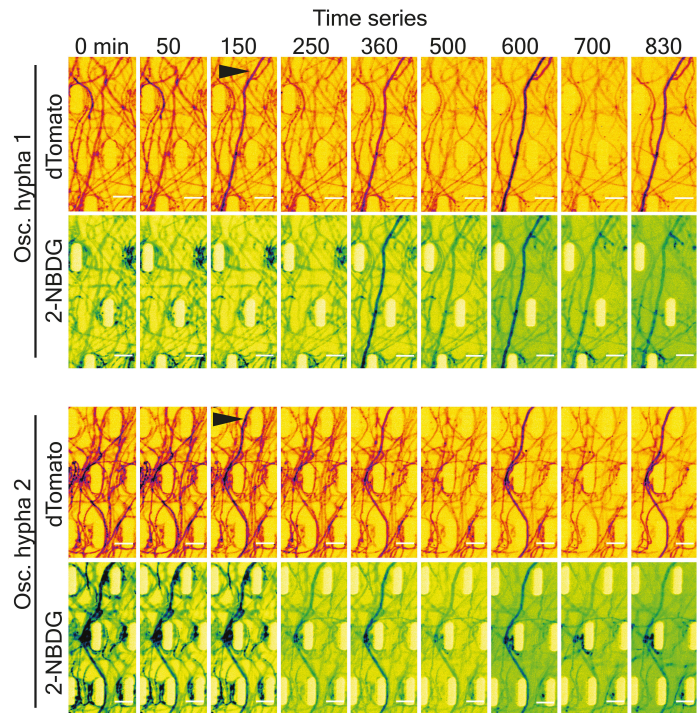 Time series
0 min 50 150 250 360 500 600 700 830
Osc. hypha 1
dTomato
2-NBDG
Osc. hypha 2
dTomato
2-NBDG